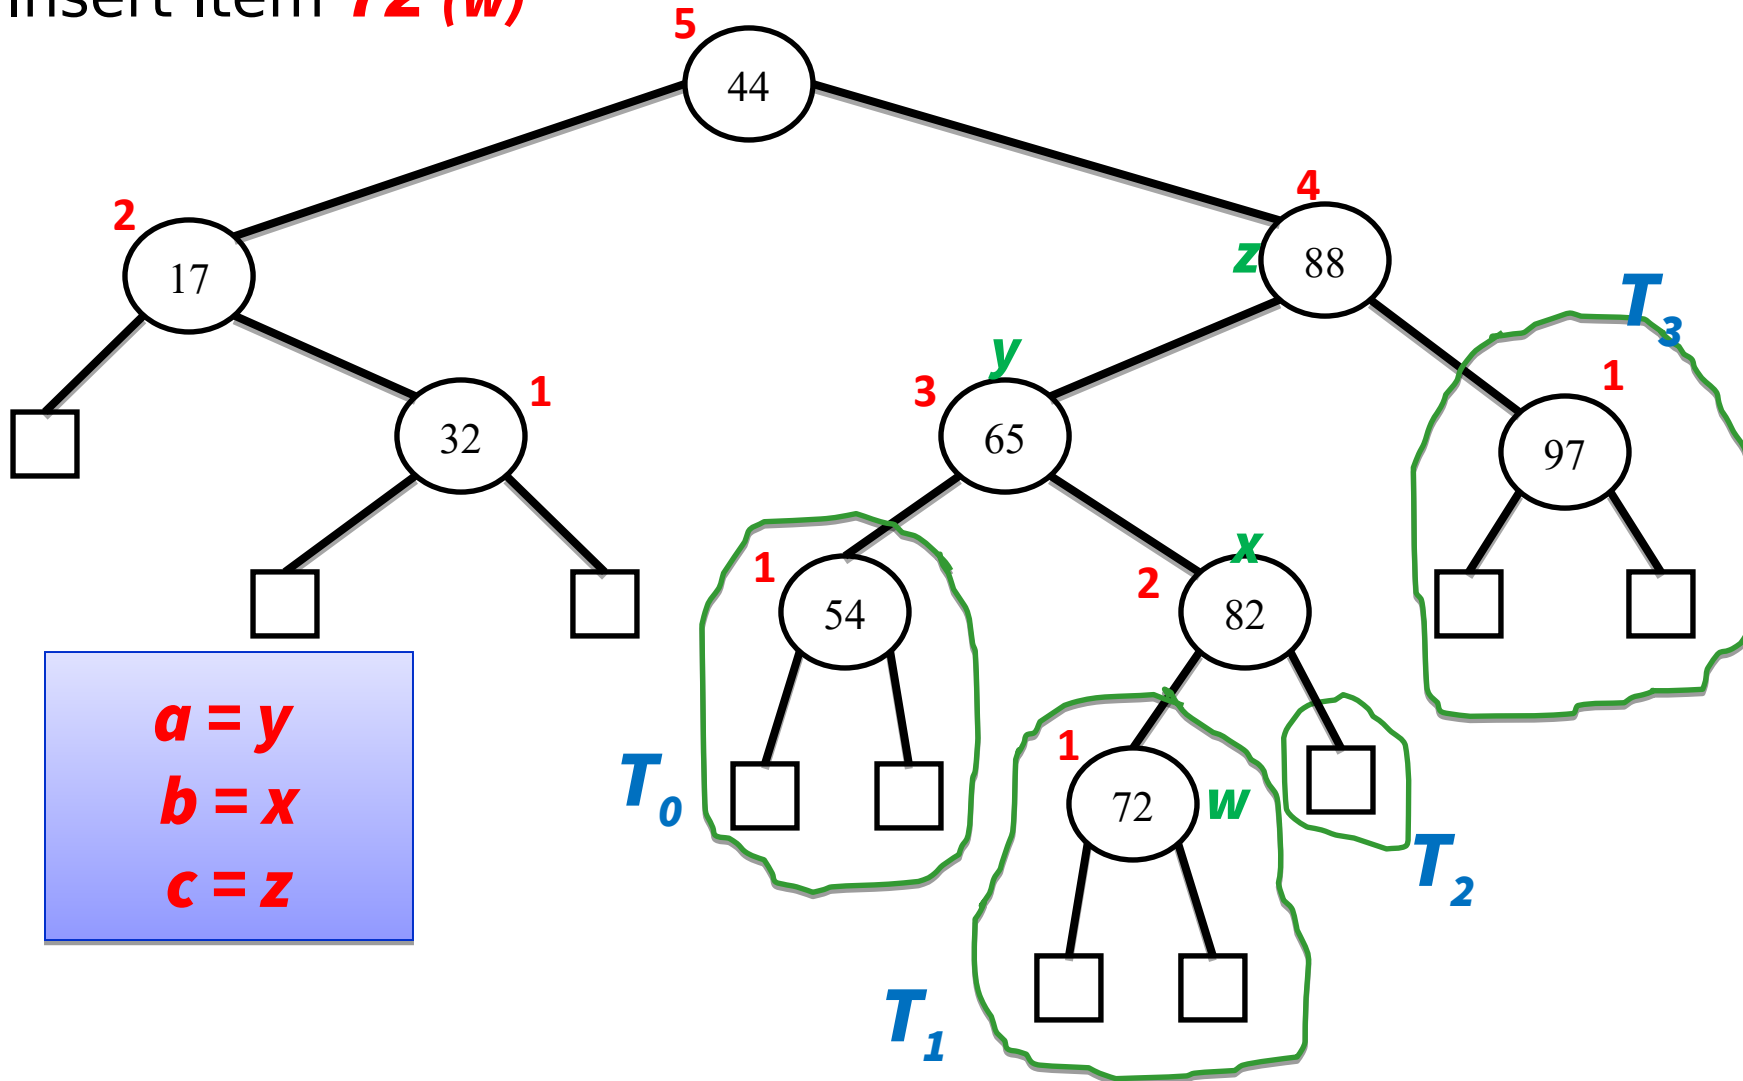 Insert item 72 (w)
5
44
4
2
z
88
17
T3
y
1
3
1
32
65
97
x
1
2
54
82
a = y
1
T0
b = x
72
w
c = z
T2
T1